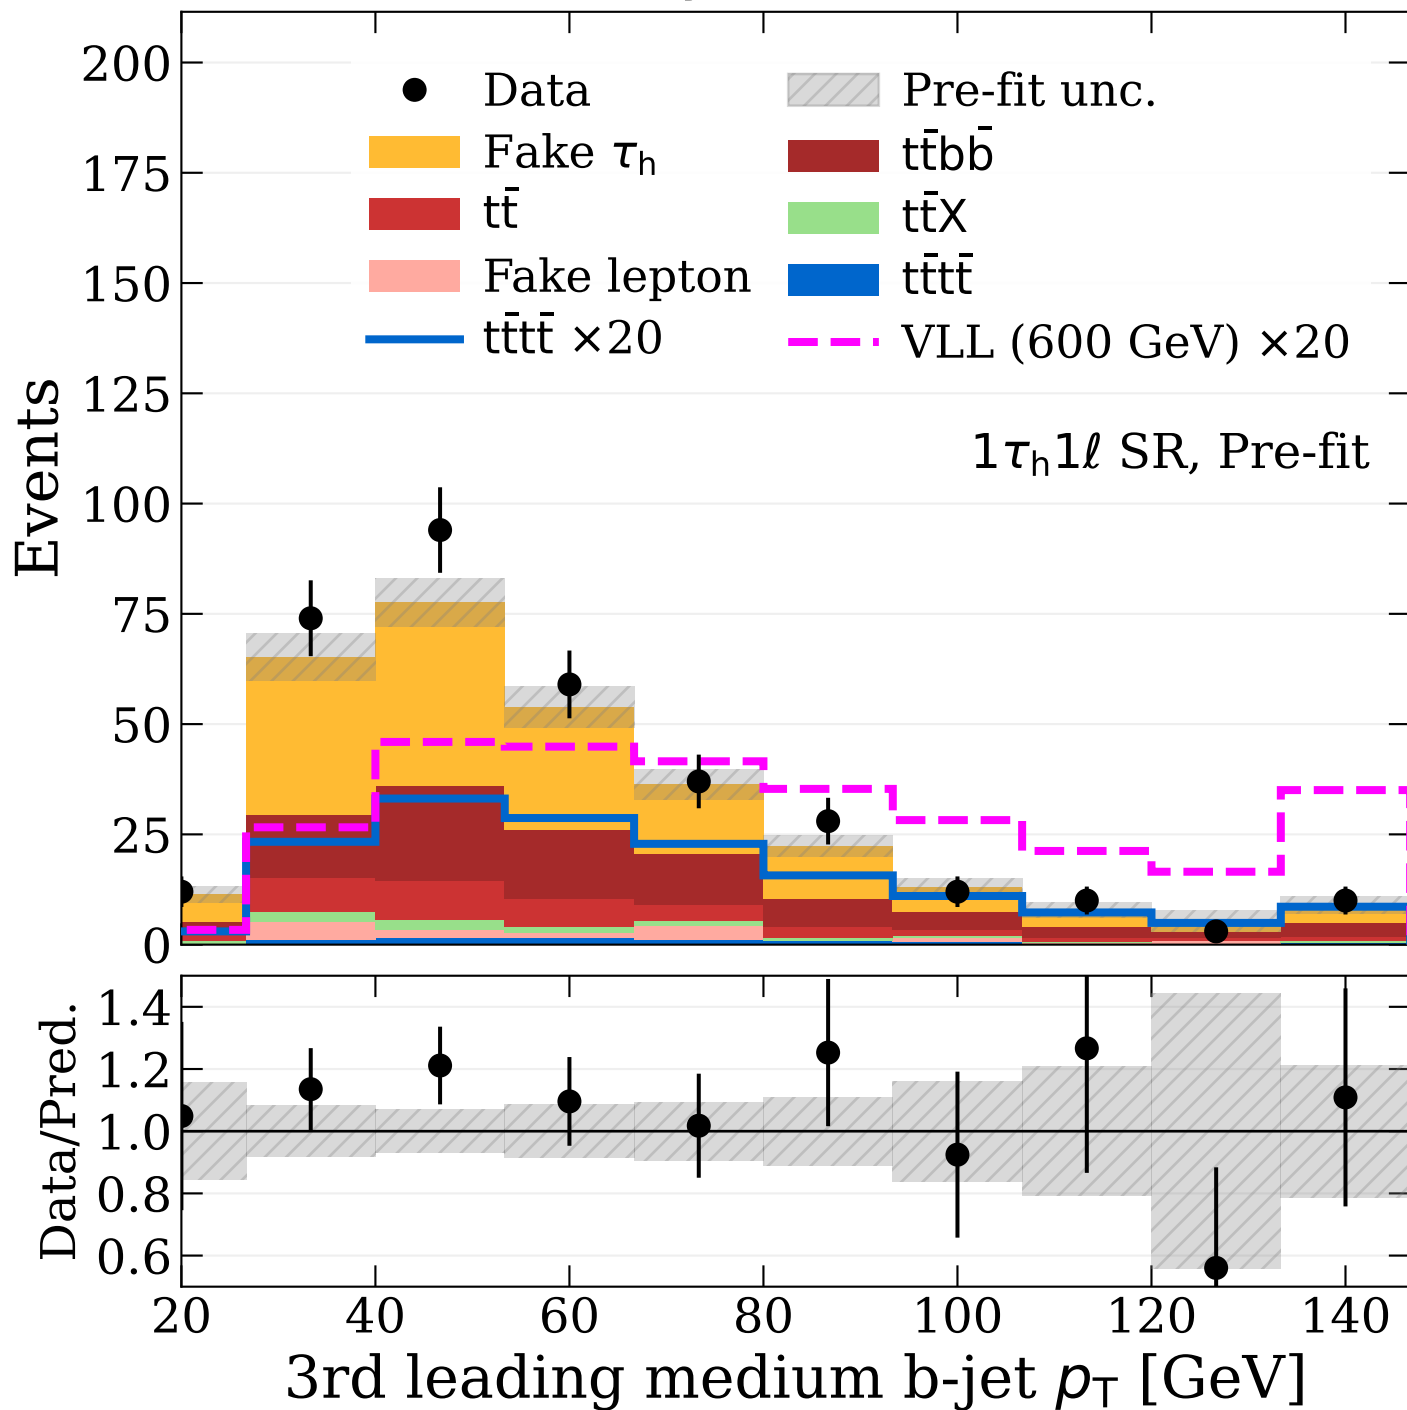 200
175
150
125
100
75
50
25
0
Events
Data
Fake τh
tt̄
Fake lepton
tt̄tt̄ ×20
Pre-fit unc.
tt̄bb̄
tt̄X
tt̄tt̄
VLL (600 GeV) ×20
1τh1ℓ SR, Pre-fit
1.4
1.2
1.0
0.8
0.6
Data/Pred.
20 40 60 80 100 120 140
3rd leading medium b-jet pT [GeV]